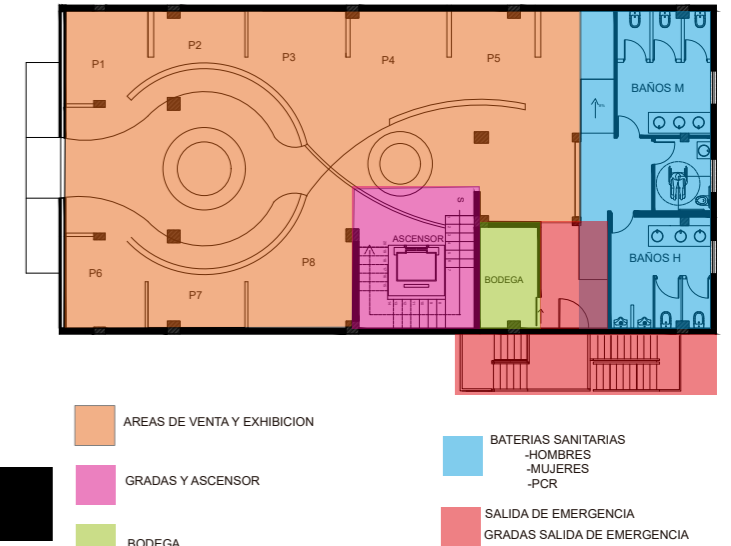 P1
P2
P3
P4
P5
BAÑOS M
S
ASCENSOR
P6
P7
P8
BODEGA
BAÑOS H
AREAS DE VENTA Y EXHIBICION
GRADAS Y ASCENSOR
BODEGA
BATERIAS SANITARIAS
-HOMBRES
-MUJERES
-PCR
SALIDA DE EMERGENCIA
GRADAS SALIDA DE EMERGENCIA